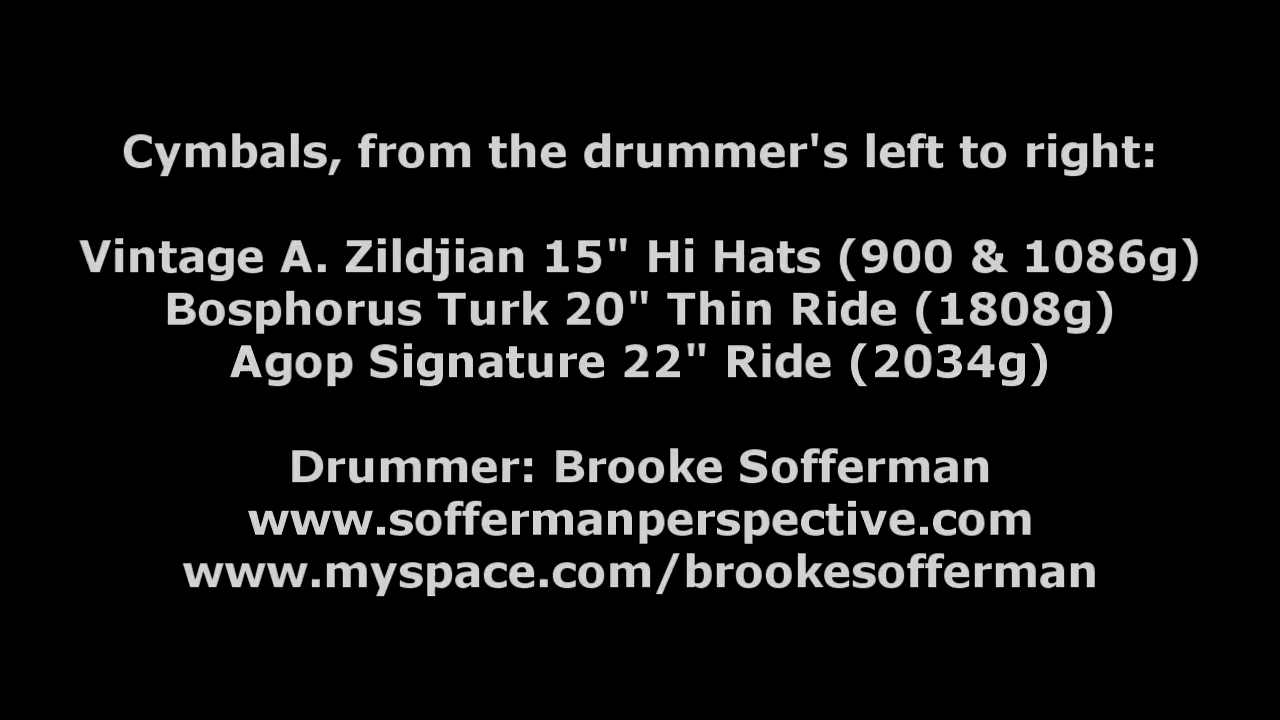 Cymbals, from the drummer's left to right:
Vintage A. Zildjian 15" Hi Hats (900 & 1086g)
Bosphorus Turk 20" Thin Ride (1808g)
Agop Signature 22" Ride (2034g)
Drummer: Brooke Sofferman
www.soffermanperspective.com
www.myspace.com/brookesofferman